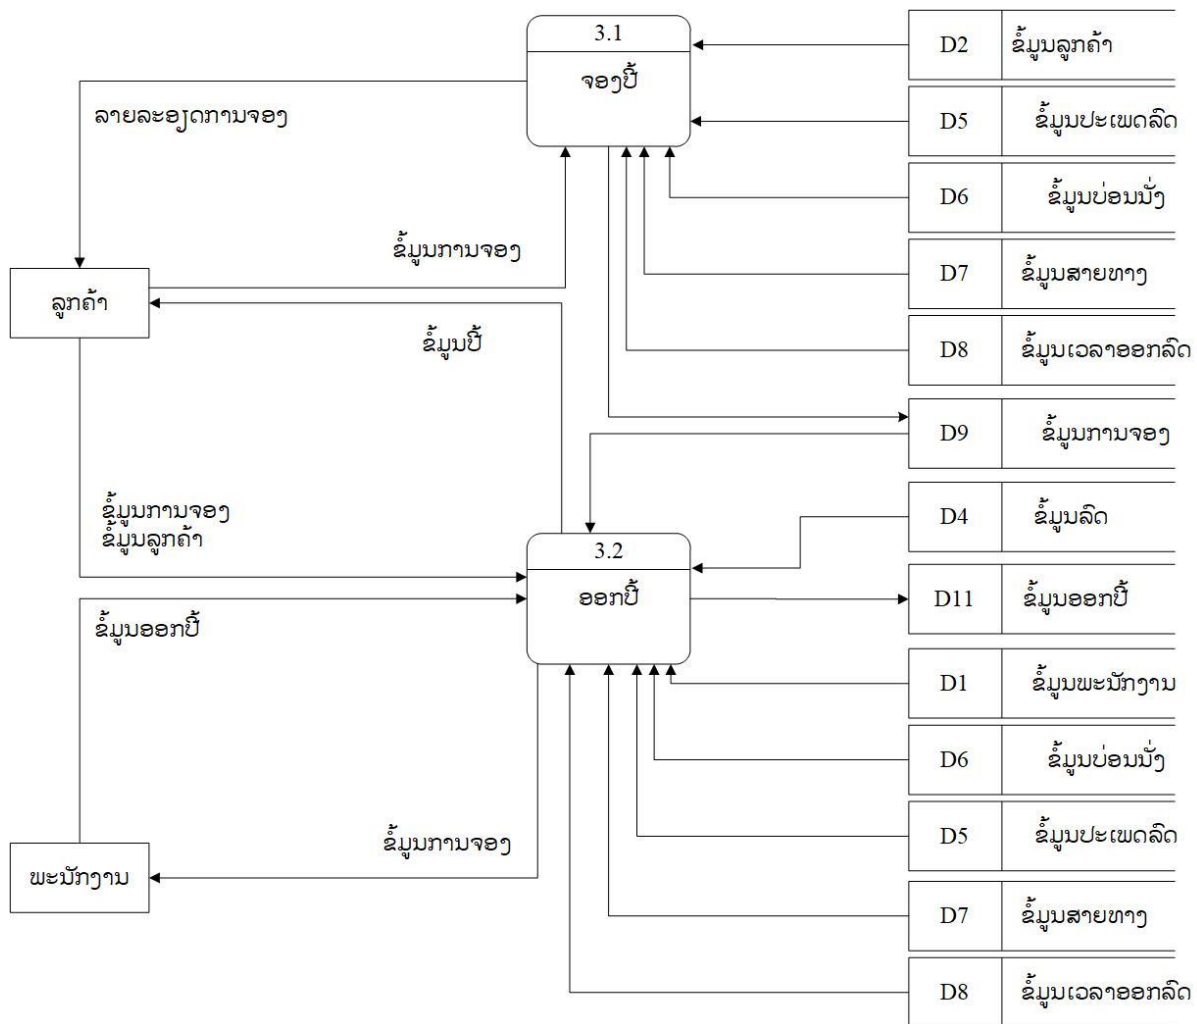 3.1
ຈອງປີ້
D2 ຂໍ້ມູນລູກຄ້າ
ລາຍລະອຽດການຈອງ
D5 ຂໍ້ມູນປະເພດລົດ
D6 ຂໍ້ມູນບ່ອນນັ່ງ
ຂໍ້ມູນການຈອງ
D7 ຂໍ້ມູນສາຍທາງ
ລູກຄ້າ
ຂໍ້ມູນປີ້
D8 ຂໍ້ມູນເວລາອອກລົດ
D9 ຂໍ້ມູນການຈອງ
ຂໍ້ມູນການຈອງ
ຂໍ້ມູນລູກຄ້າ
D4 ຂໍ້ມູນລົດ
3.2
ອອກປີ້
D11 ຂໍ້ມູນອອກປີ້
ຂໍ້ມູນອອກປີ້
D1 ຂໍ້ມູນພະນັກງານ
D6 ຂໍ້ມູນບ່ອນນັ່ງ
ຂໍ້ມູນການຈອງ
D5 ຂໍ້ມູນປະເພດລົດ
ພະນັກງານ
D7 ຂໍ້ມູນສາຍທາງ
D8 ຂໍ້ມູນເວລາອອກລົດ